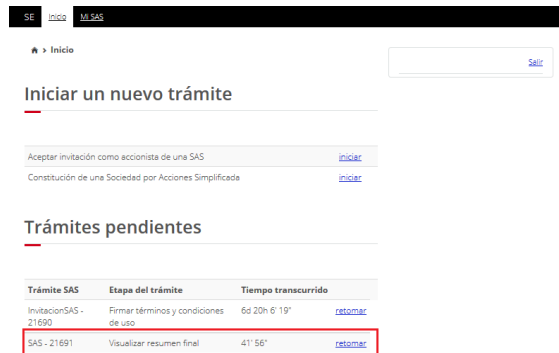 SE Inicio Mi SAS
> Inicio
Salir
Iniciar un nuevo trámite
Aceptar invitación como accionista de una SAS iniciar
Constitución de una Sociedad por Acciones Simplificada iniciar
Trámites pendientes
Trámite SAS Etapa del trámite Tiempo transcurrido
InvitacionSAS - Firmar términos y condiciones 6d 20h 6' 19" retomar
21690 de uso
SAS - 21691 Visualizar resumen final 41' 56" retomar